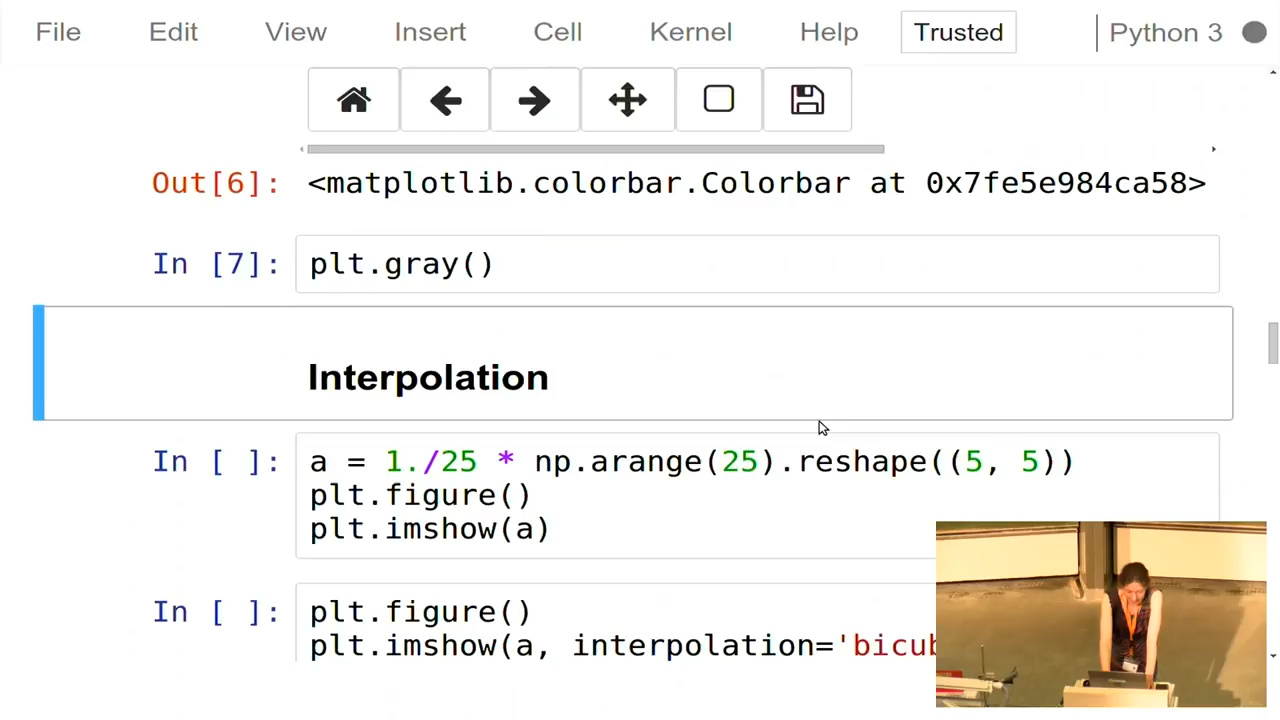 File Edit View Insert Cell Kernel Help Trusted Python 3
Out[6]: <matplotlib.colorbar.Colorbar at 0x7fe5e984ca58>
In [7]: plt.gray()
Interpolation
In [ ]: a = 1./25 * np.arange(25).reshape((5, 5))
plt.figure()
plt.imshow(a)
In [ ]: plt.figure()
plt.imshow(a, interpolation='bicub